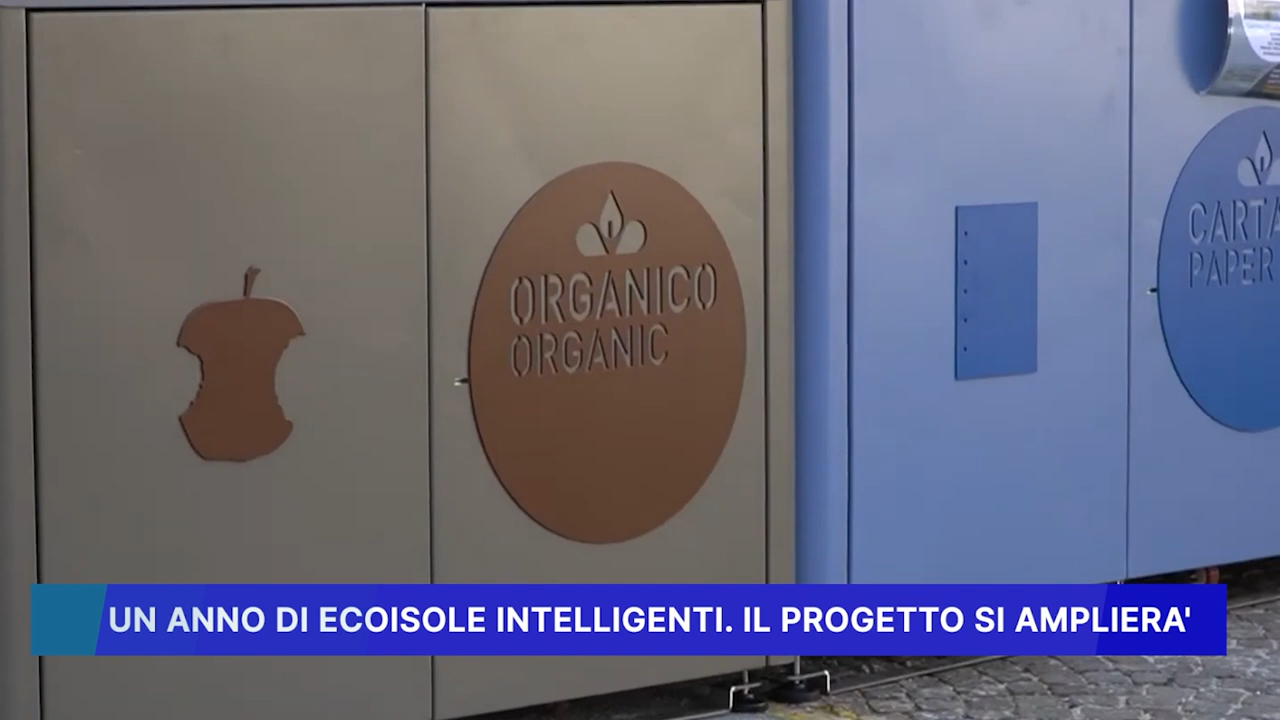 ORGANICO
ORGANIC
CARTA
PAPER
UN ANNO DI ECOISOLE INTELLIGENTI. IL PROGETTO SI AMPLIERA'